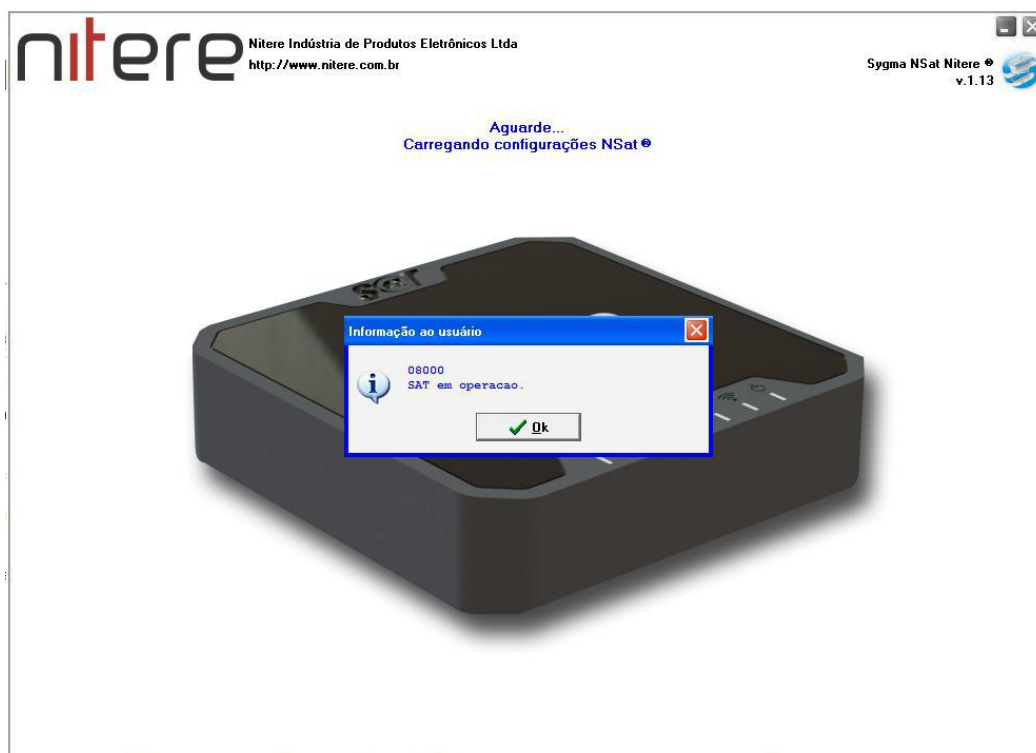 nitere
Nitere Indústria de Produtos Eletrônicos Ltda
http://www.nitere.com.br
Sygma NSat Nitere ®
v.1.13
Aguarde...
Carregando configurações NSat ®
SAT
Informação ao usuário
08000
SAT em operacao.
Ok